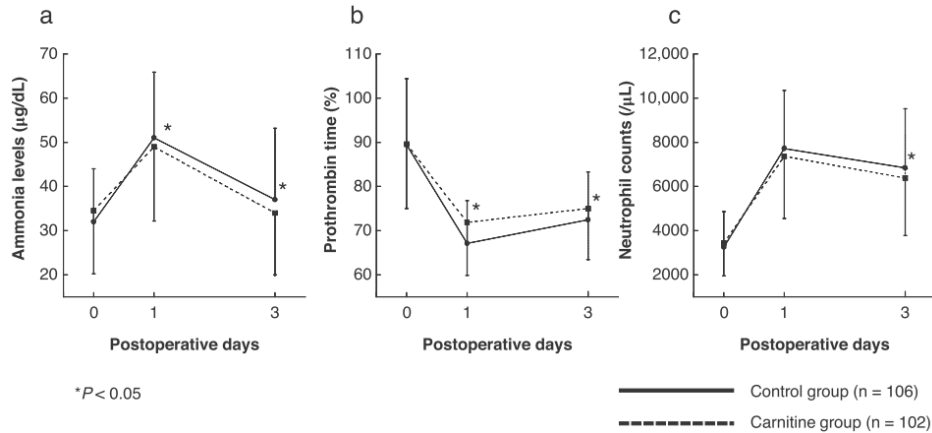 a
b
c
Ammonia levels (µg/dL)
70
60
50
40
30
20
*
*
0
1
3
Postoperative days
Prothrombin time (%)
110
100
90
80
70
60
*
*
0
1
3
Postoperative days
Neutrophil counts (/µL)
12,000
10,000
8000
6000
4000
2000
*
0
1
3
Postoperative days
*P < 0.05
Control group (n = 106)
Carnitine group (n = 102)